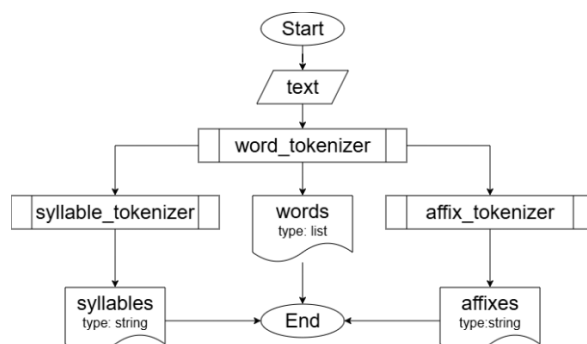 Start
text
word_tokenizer
syllable_tokenizer
words
type: list
affix_tokenizer
syllables
type: string
End
affixes
type:string